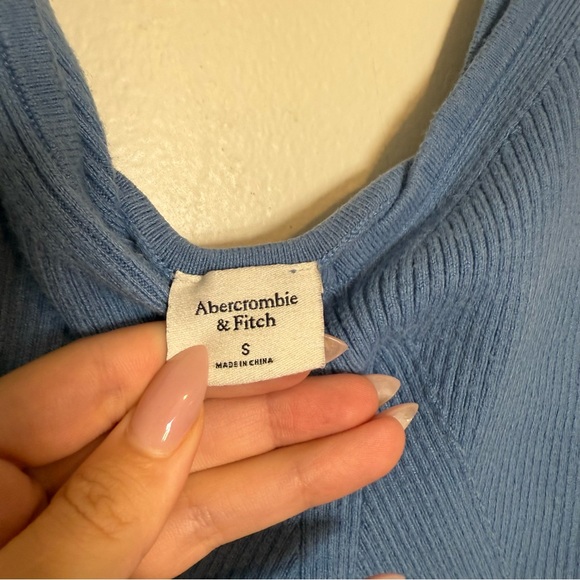 Abercrombie
& Fitch
S
MADE IN CHINA